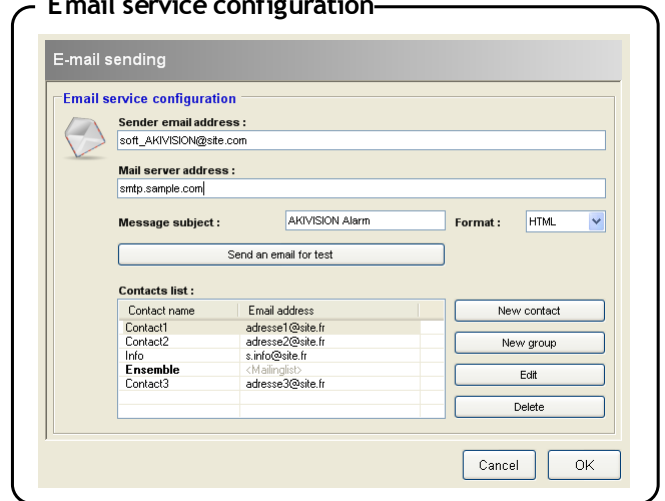 Email service configuration
E-mail sending
Email service configuration
Sender email address :
soft_AKIVISION@site.com
Mail server address :
smtp.sample.com
Message subject : AKIVISION Alarm Format : HTML
Send an email for test
Contacts list :
Contact name Email address
Contact1 adresse1@site.fr
Contact2 adresse2@site.fr
Info s.info@site.fr
Ensemble <Mailinglist>
Contact3 adresse3@site.fr
New contact
New group
Edit
Delete
Cancel OK